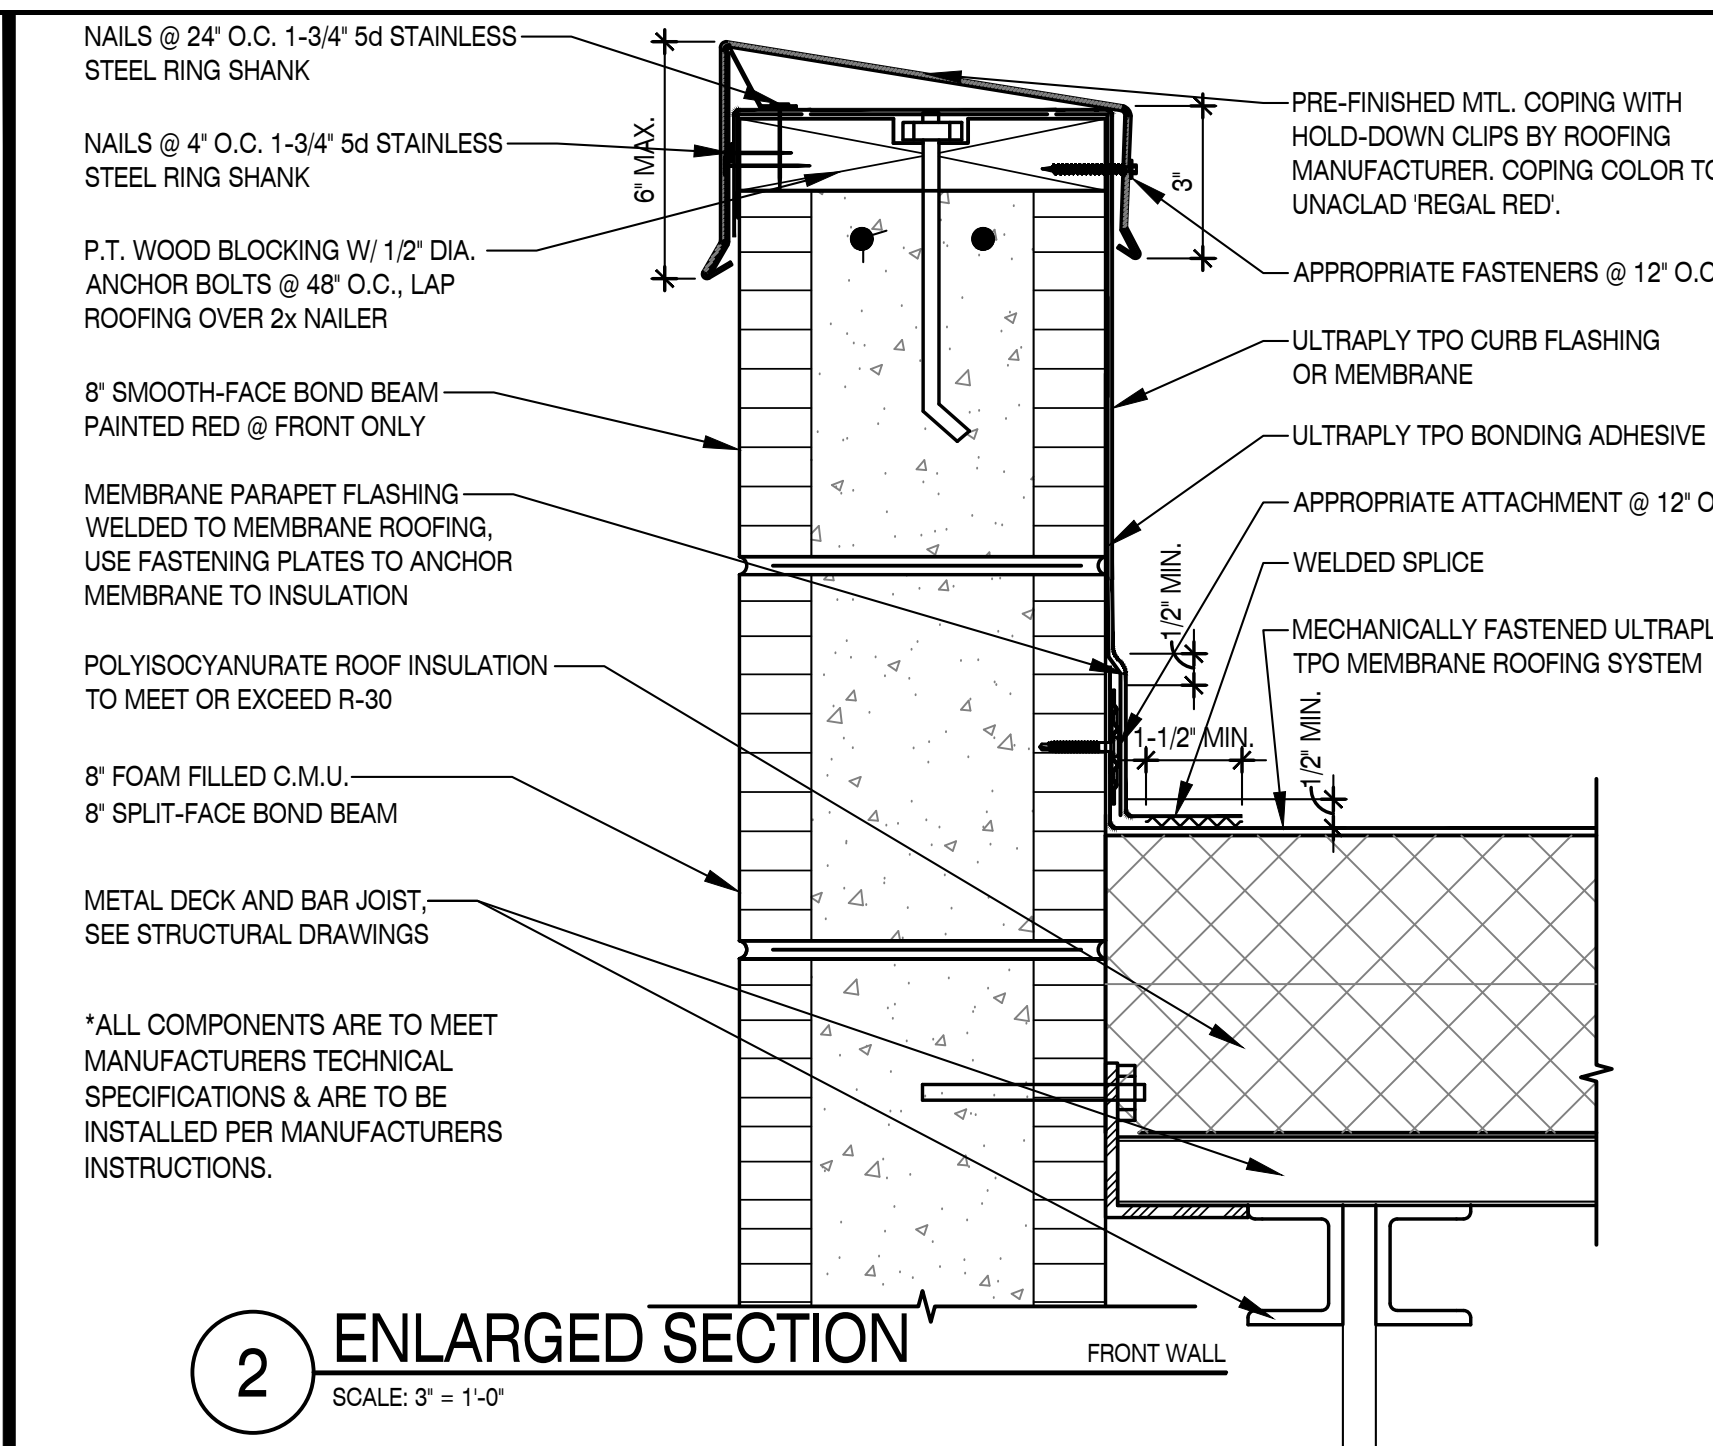 NAILS @ 24" O.C. 1-3/4" 5d STAINLESS
STEEL RING SHANK
NAILS @ 4" O.C. 1-3/4" 5d STAINLESS
STEEL RING SHANK
P.T. WOOD BLOCKING W/ 1/2" DIA.
ANCHOR BOLTS @ 48" O.C., LAP
ROOFING OVER 2x NAILER
8" SMOOTH-FACE BOND BEAM
PAINTED RED @ FRONT ONLY
MEMBRANE PARAPET FLASHING
WELDED TO MEMBRANE ROOFING,
USE FASTENING PLATES TO ANCHOR
MEMBRANE TO INSULATION
POLYISOCYANURATE ROOF INSULATION
TO MEET OR EXCEED R-30
8" FOAM FILLED C.M.U.
8" SPLIT-FACE BOND BEAM
METAL DECK AND BAR JOIST,
SEE STRUCTURAL DRAWINGS
*ALL COMPONENTS ARE TO MEET
MANUFACTURERS TECHNICAL
SPECIFICATIONS & ARE TO BE
INSTALLED PER MANUFACTURERS
INSTRUCTIONS.
6" MAX.
3"
PRE-FINISHED MTL. COPING WITH
HOLD-DOWN CLIPS BY ROOFING
MANUFACTURER. COPING COLOR TO
UNACLAD 'REGAL RED'.
APPROPRIATE FASTENERS @ 12" O.C
ULTRAPLY TPO CURB FLASHING
OR MEMBRANE
ULTRAPLY TPO BONDING ADHESIVE
APPROPRIATE ATTACHMENT @ 12" O
WELDED SPLICE
MECHANICALLY FASTENED ULTRAPL
TPO MEMBRANE ROOFING SYSTEM
1/2" MIN.
1-1/2" MIN.
1/2" MIN.
2
ENLARGED SECTION
FRONT WALL
SCALE: 3" = 1'-0"